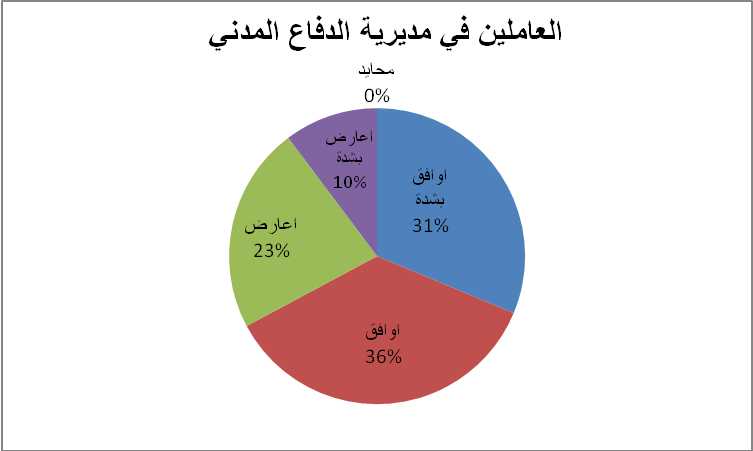 العاملين في مديرية الدفاع المدني
محايد
0%
اوافق
بشدة
31%
اوافق
36%
اعارض
23%
اعارض
بشدة
10%